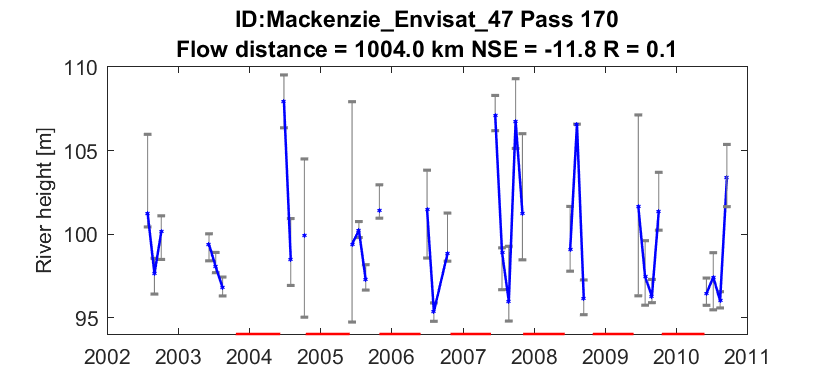 ID:Mackenzie_Envisat_47 Pass 170
Flow distance = 1004.0 km NSE = -11.8 R = 0.1
River height [m]
110
105
100
95
2002 2003 2004 2005 2006 2007 2008 2009 2010 2011